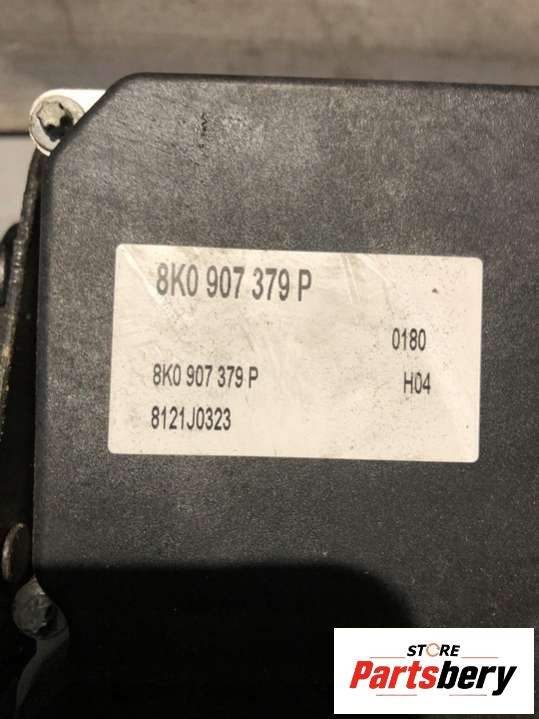 8K0 907 379 P
0180
8K0 907 379 P H04
8121J0323
STORE
Partsbery